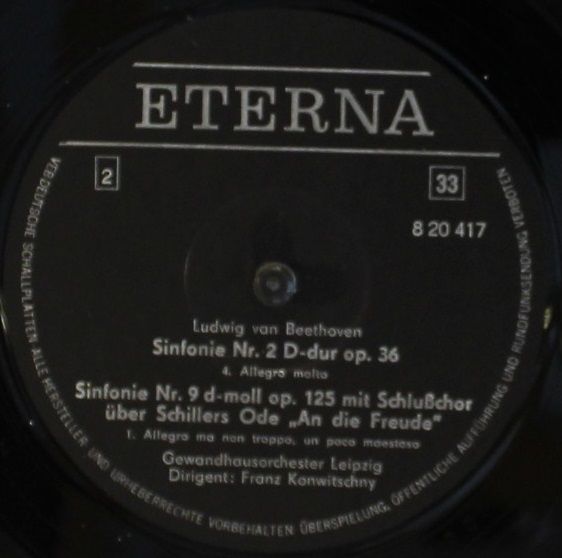 ETERNA
2
33
8 20 417
Ludwig van Beethoven
Sinfonie Nr. 2 D-dur op. 36
4. Allegro molto
Sinfonie Nr. 9 d-moll op. 125 mit Schlußchor
über Schillers Ode „An die Freude"
1. Allegro ma non troppo, un poco maestoso
Gewandhausorchester Leipzig
Dirigent: Franz Konwitschny
VEB DEUTSCHE SCHALLPLATTEN ALLE HERSTELLER- UND URHEBERRECHTE VORBEHALTEN. ÜBERSPIELUNG, ÖFFENTLICHE AUFFÜHRUNG UND RUNDFUNKSENDUNG VERBOTEN